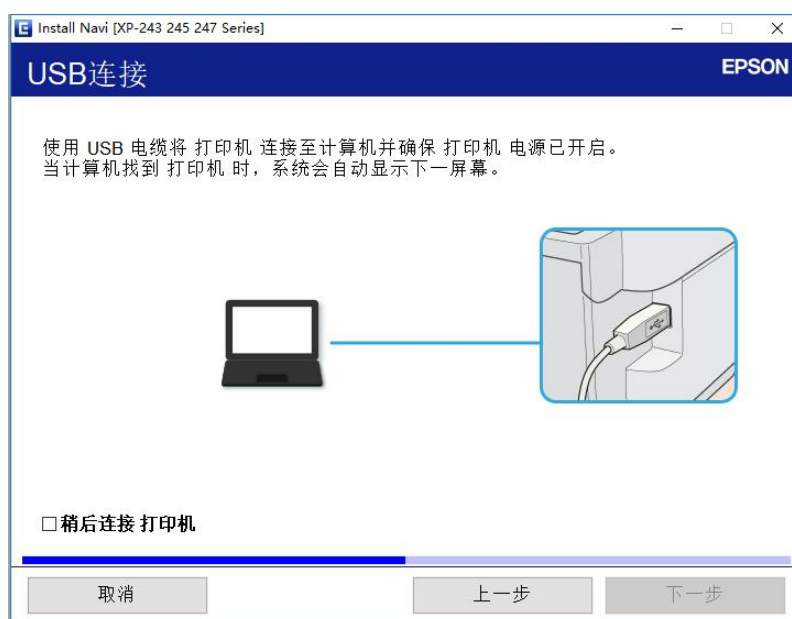 Install Navi [XP-243 245 247 Series]
USB连接
EPSON
使用 USB 电缆将 打印机 连接至计算机并确保 打印机 电源已开启。
当计算机找到 打印机 时，系统会自动显示下一屏幕。
稍后连接 打印机
取消
上一步
下一步